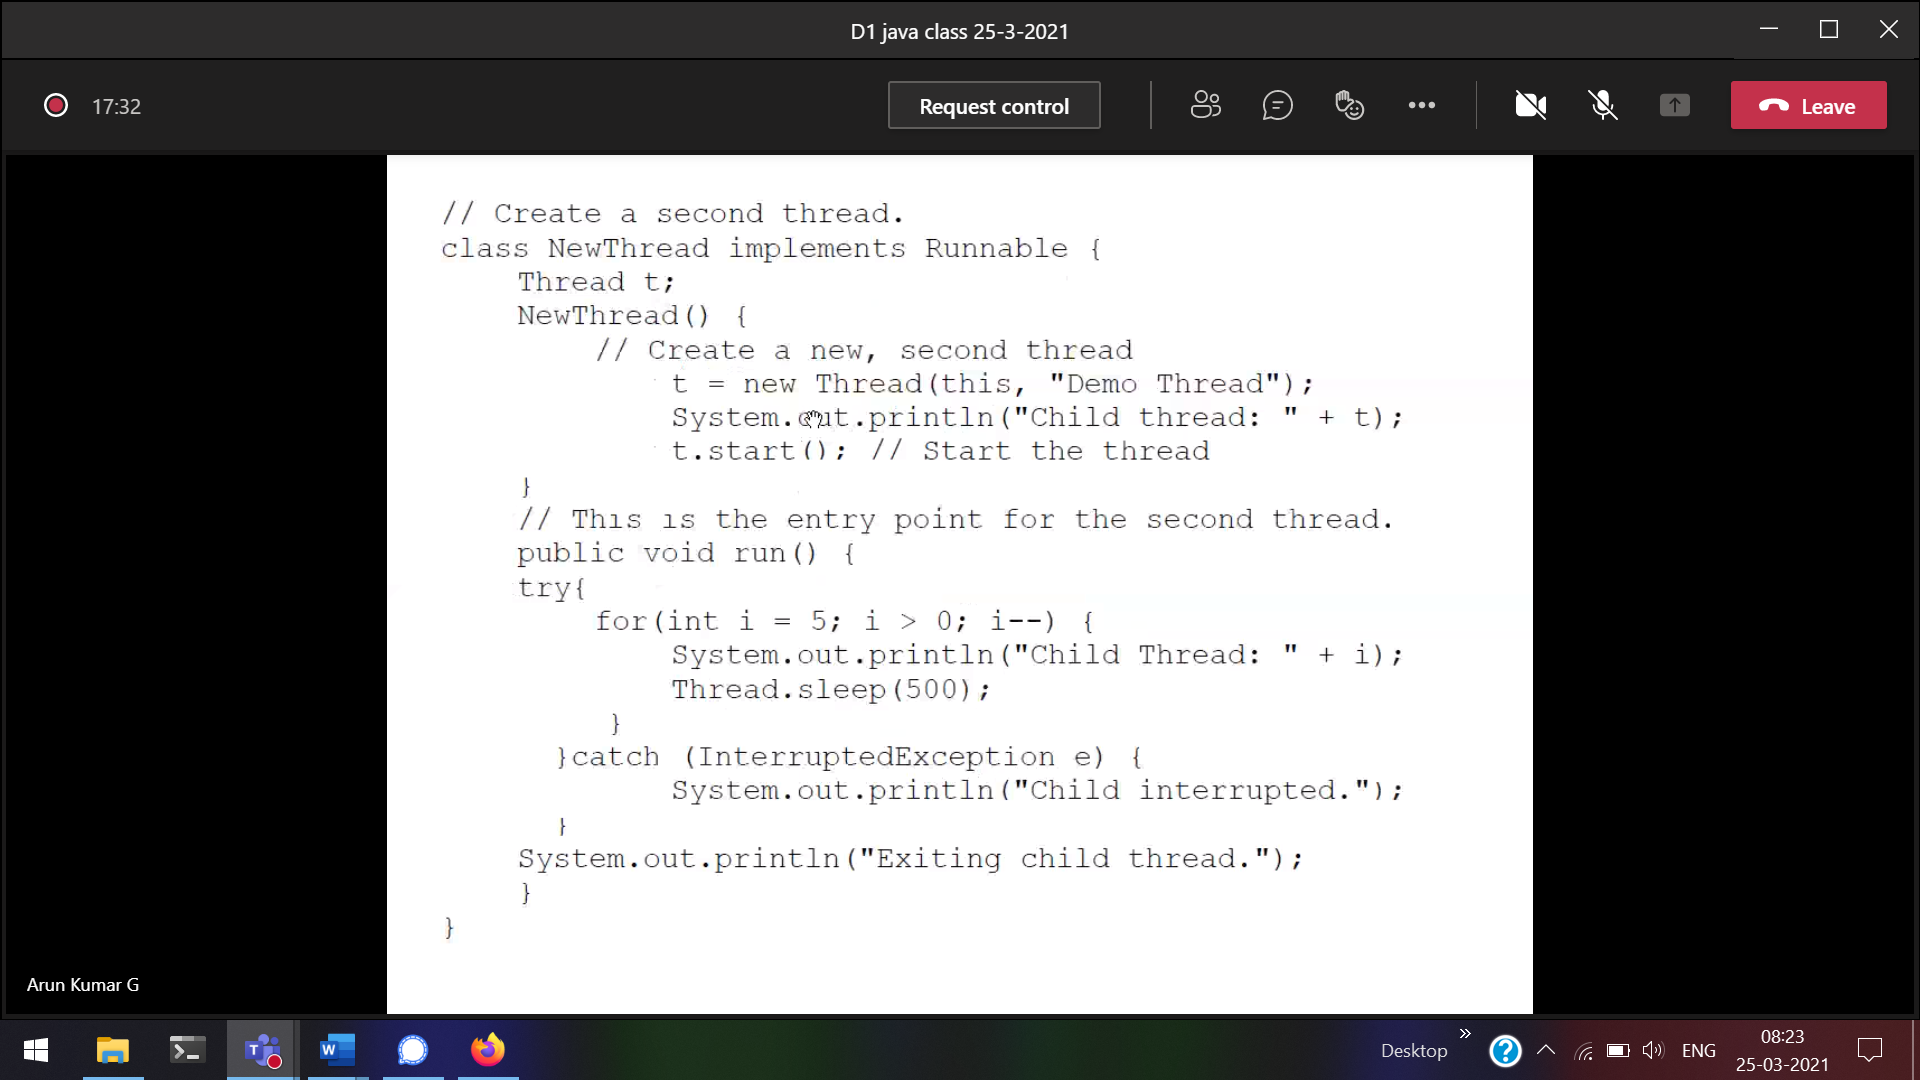 D1 java class 25-3-2021
17:32
Request control
Leave
// Create a second thread.
class NewThread implements Runnable {
Thread t;
NewThread() {
// Create a new, second thread
t = new Thread(this, "Demo Thread");
System.out.println("Child thread: " + t);
t.start(); // Start the thread
}
// This is the entry point for the second thread.
public void run() {
try{
for(int i = 5; i > 0; i--) {
System.out.println("Child Thread: " + i);
Thread.sleep(500);
}
}catch (InterruptedException e) {
System.out.println("Child interrupted.");
}
System.out.println("Exiting child thread.");
}
}
Arun Kumar G
Desktop
ENG
08:23
25-03-2021